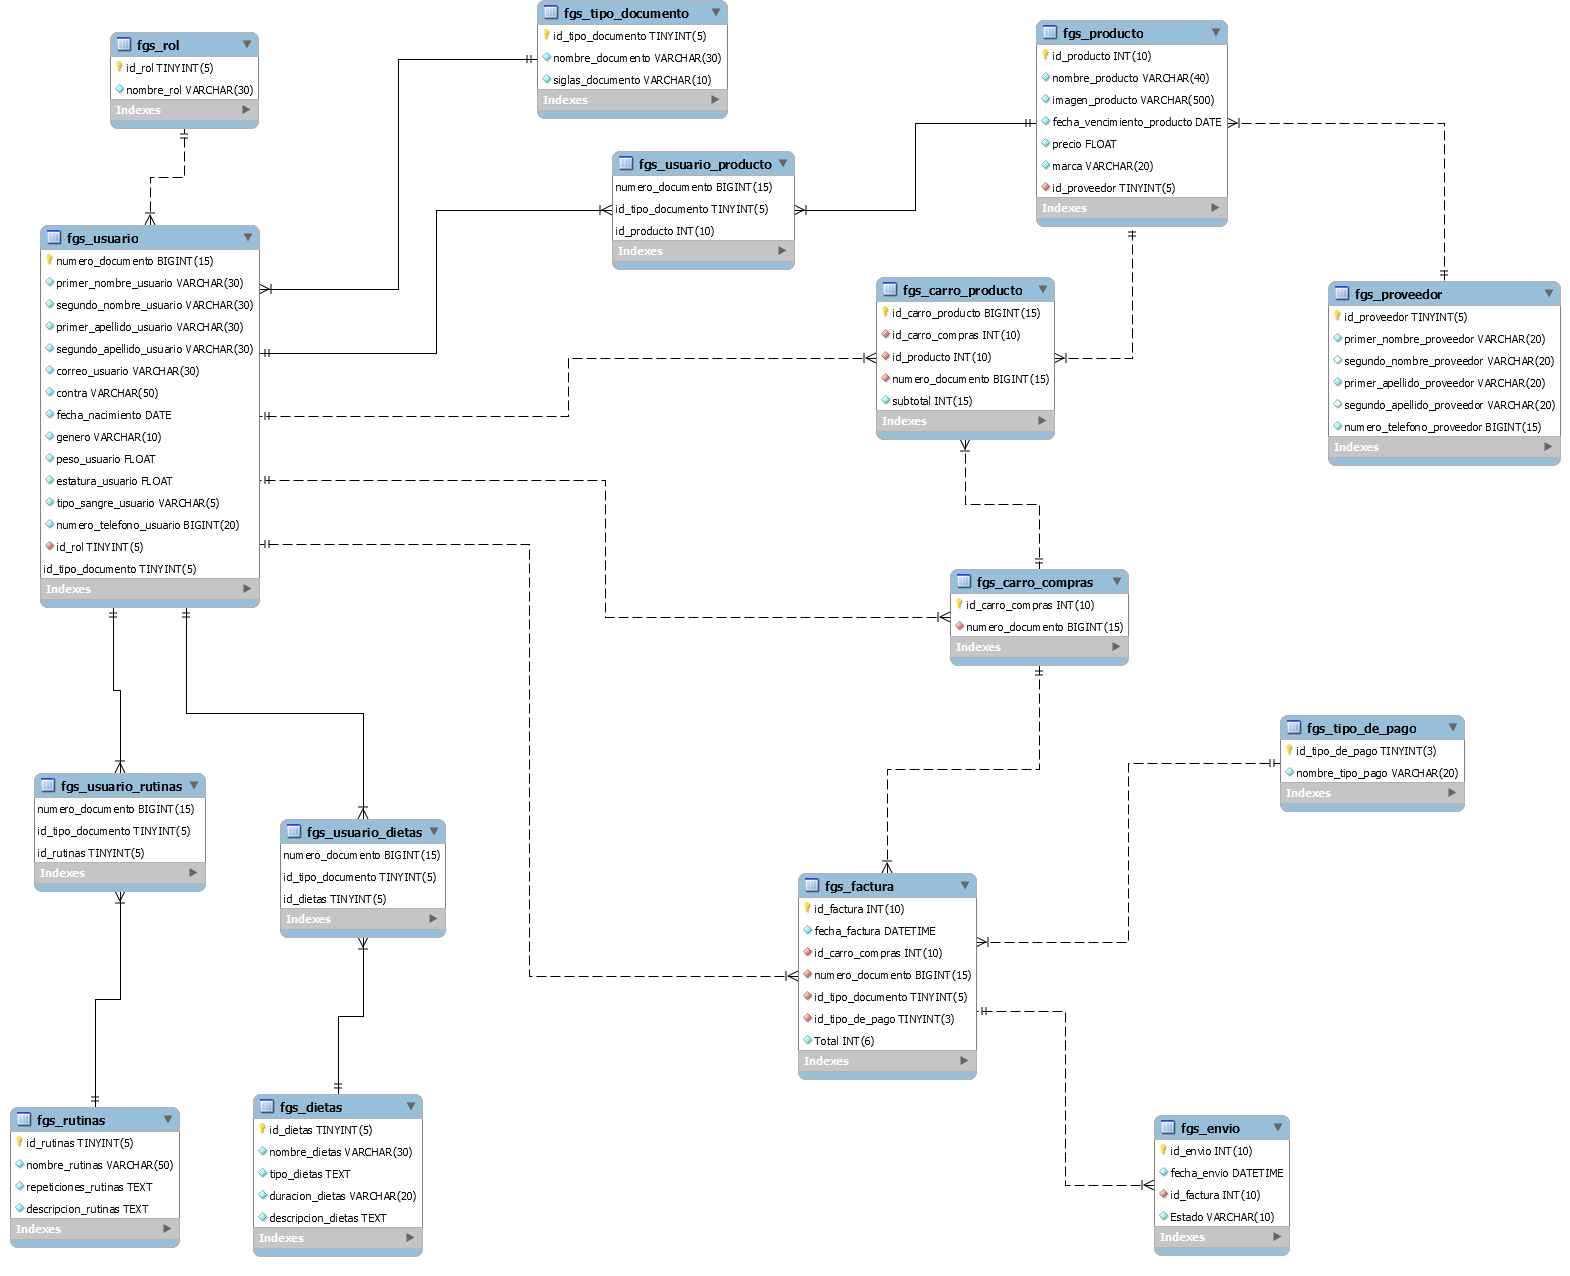 fgs_tipo_documento
id_tipo_documento TINYINT(5)
nombre_documento VARCHAR(30)
siglas_documento VARCHAR(10)
Indexes
fgs_rol
id_rol TINYINT(5)
nombre_rol VARCHAR(30)
Indexes
fgs_producto
id_producto INT(10)
nombre_producto VARCHAR(40)
imagen_producto VARCHAR(500)
fecha_vencimiento_producto DATE
precio FLOAT
marca VARCHAR(20)
id_proveedor TINYINT(5)
Indexes
fgs_usuario_producto
numero_documento BIGINT(15)
id_tipo_documento TINYINT(5)
id_producto INT(10)
Indexes
fgs_usuario
numero_documento BIGINT(15)
primer_nombre_usuario VARCHAR(30)
segundo_nombre_usuario VARCHAR(30)
primer_apellido_usuario VARCHAR(30)
segundo_apellido_usuario VARCHAR(30)
correo_usuario VARCHAR(30)
contra VARCHAR(50)
fecha_nacimiento DATE
genero VARCHAR(10)
peso_usuario FLOAT
estatura_usuario FLOAT
tipo_sangre_usuario VARCHAR(5)
numero_telefono_usuario BIGINT(20)
id_rol TINYINT(5)
id_tipo_documento TINYINT(5)
Indexes
fgs_carro_producto
id_carro_producto BIGINT(15)
id_carro_compras INT(10)
id_producto INT(10)
numero_documento BIGINT(15)
subtotal INT(15)
Indexes
fgs_proveedor
id_proveedor TINYINT(5)
primer_nombre_proveedor VARCHAR(20)
segundo_nombre_proveedor VARCHAR(20)
primer_apellido_proveedor VARCHAR(20)
segundo_apellido_proveedor VARCHAR(20)
numero_telefono_proveedor BIGINT(15)
Indexes
fgs_carro_compras
id_carro_compras INT(10)
numero_documento BIGINT(15)
Indexes
fgs_tipo_de_pago
id_tipo_de_pago TINYINT(3)
nombre_tipo_pago VARCHAR(20)
Indexes
fgs_usuario_rutinas
numero_documento BIGINT(15)
id_tipo_documento TINYINT(5)
id_rutinas TINYINT(5)
Indexes
fgs_usuario_dietas
numero_documento BIGINT(15)
id_tipo_documento TINYINT(5)
id_dietas TINYINT(5)
Indexes
fgs_factura
id_factura INT(10)
fecha_factura DATETIME
id_carro_compras INT(10)
numero_documento BIGINT(15)
id_tipo_documento TINYINT(5)
id_tipo_de_pago TINYINT(3)
Total INT(6)
Indexes
fgs_rutinas
id_rutinas TINYINT(5)
nombre_rutinas VARCHAR(50)
repeticiones_rutinas TEXT
descripcion_rutinas TEXT
Indexes
fgs_dietas
id_dietas TINYINT(5)
nombre_dietas VARCHAR(30)
tipo_dietas TEXT
duracion_dietas VARCHAR(20)
descripcion_dietas TEXT
Indexes
fgs_envio
id_envio INT(10)
fecha_envio DATETIME
id_factura INT(10)
Estado VARCHAR(10)
Indexes